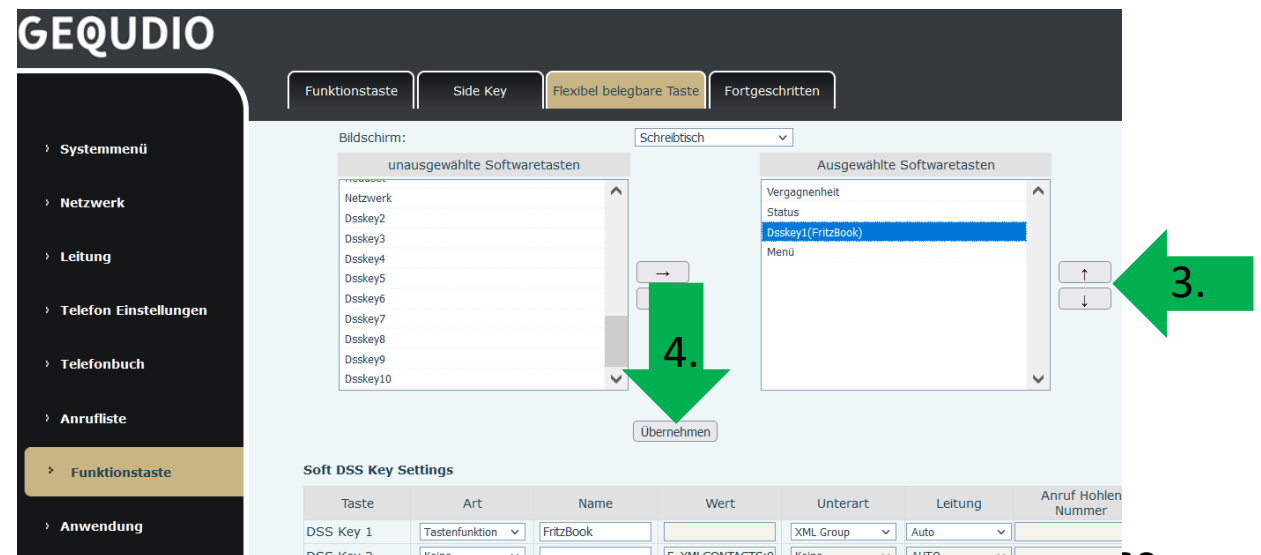 GEQUDIO
Funktionstaste Side Key Flexibel belegbare Taste Fortgeschritten
Bildschirm: Schreibtisch
unausgewählte Softwaretasten
Netzwerk
Dsskey2
Dsskey3
Dsskey4
Dsskey5
Dsskey6
Dsskey7
Dsskey8
Dsskey9
Dsskey10
→
Ausgewählte Softwaretasten
Vergagnenheit
Status
Dsskey1(FritzBook)
Menü
↑
↓
3.
4.
Übernehmen
Systemmenü
Netzwerk
Leitung
Telefon Einstellungen
Telefonbuch
Anrufliste
Funktionstaste
Anwendung
Soft DSS Key Settings
Taste Art Name Wert Unterart Leitung Anruf Hohlen
Nummer
DSS Key 1 Tastenfunktion FritzBook XML Group Auto